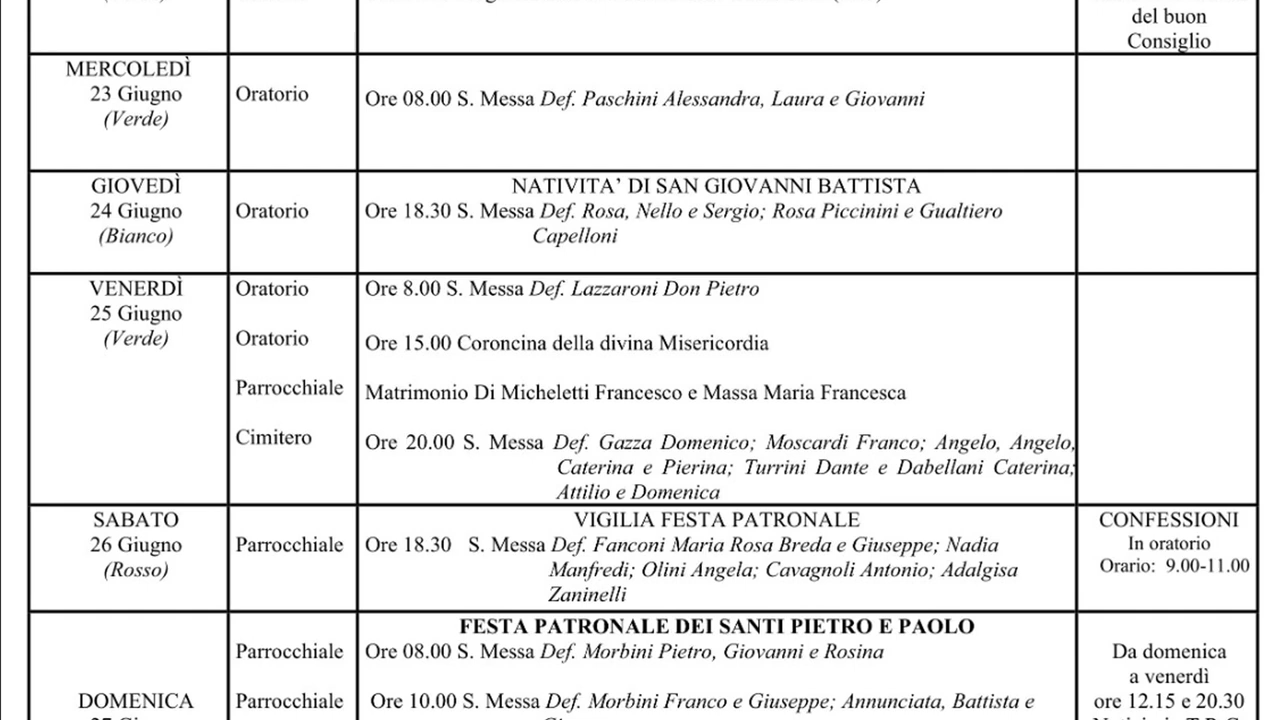 del buon
Consiglio
MERCOLEDÌ
23 Giugno
(Verde)
Oratorio
Ore 08.00 S. Messa Def. Paschini Alessandra, Laura e Giovanni
GIOVEDÌ
24 Giugno
(Bianco)
Oratorio
NATIVITA’ DI SAN GIOVANNI BATTISTA
Ore 18.30 S. Messa Def. Rosa, Nello e Sergio; Rosa Piccinini e Gualtiero
Capelloni
VENERDÌ
25 Giugno
(Verde)
Oratorio
Ore 8.00 S. Messa Def. Lazzaroni Don Pietro
Oratorio
Ore 15.00 Coroncina della divina Misericordia
Parrocchiale
Matrimonio Di Micheletti Francesco e Massa Maria Francesca
Cimitero
Ore 20.00 S. Messa Def. Gazza Domenico; Moscardi Franco; Angelo, Angelo,
Caterina e Pierina; Turrini Dante e Dabellani Caterina;
Attilio e Domenica
SABATO
26 Giugno
(Rosso)
Parrocchiale
VIGILIA FESTA PATRONALE
Ore 18.30 S. Messa Def. Fanconi Maria Rosa Breda e Giuseppe; Nadia
Manfredi; Olini Angela; Cavagnoli Antonio; Adalgisa
Zaninelli
CONFESSIONI
In oratorio
Orario: 9.00-11.00
FESTA PATRONALE DEI SANTI PIETRO E PAOLO
Parrocchiale
Ore 08.00 S. Messa Def. Morbini Pietro, Giovanni e Rosina
DOMENICA
Parrocchiale
Ore 10.00 S. Messa Def. Morbini Franco e Giuseppe; Annunciata, Battista e
Da domenica
a venerdì
ore 12.15 e 20.30